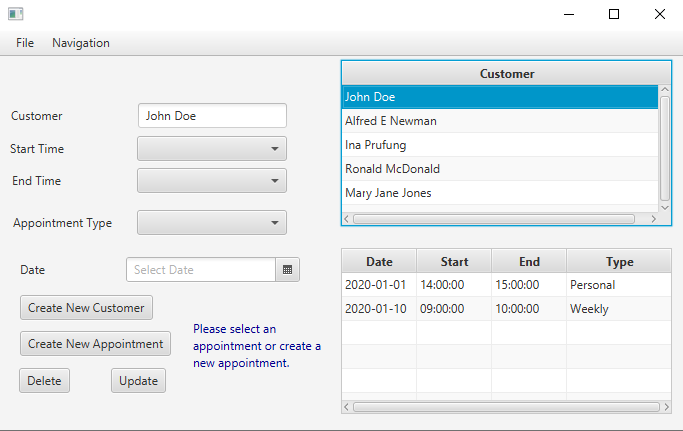 File Navigation
Customer John Doe
Start Time
End Time
Appointment Type
Date Select Date
Create New Customer
Create New Appointment
Please select an
appointment or create a
new appointment.
Delete Update
Customer
John Doe
Alfred E Newman
Ina Prufung
Ronald McDonald
Mary Jane Jones
Date Start End Type
2020-01-01 14:00:00 15:00:00 Personal
2020-01-10 09:00:00 10:00:00 Weekly